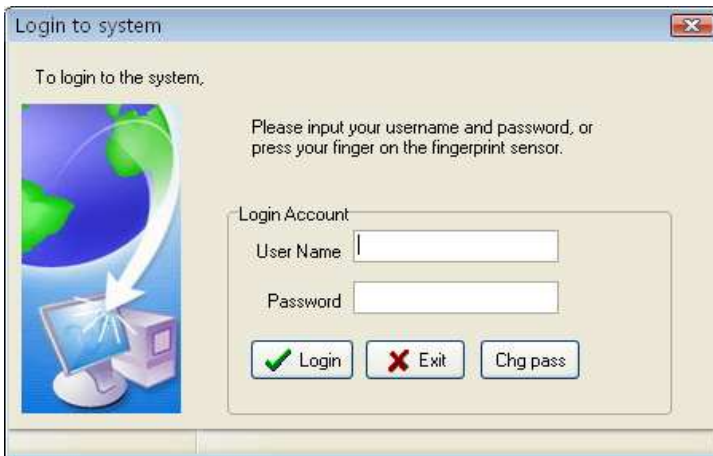 Login to system
To login to the system,
Please input your username and password, or
press your finger on the fingerprint sensor.
Login Account
User Name
Password
Login
Exit
Chg pass